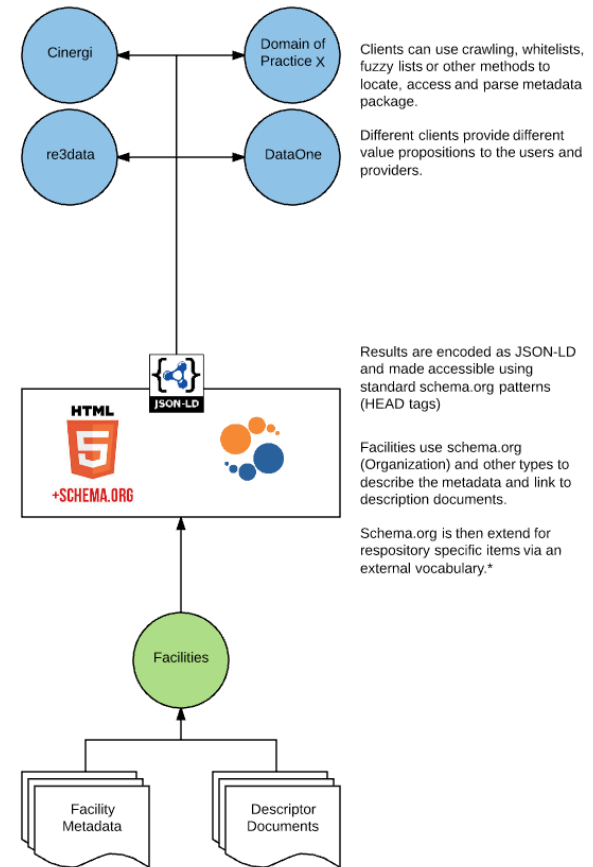 Cinergi
Domain of
Practice X
Clients can use crawling, whitelists,
fuzzy lists or other methods to
locate, access and parse metadata
package.
re3data
DataOne
Different clients provide different
value propositions to the users and
providers.
{}
JSON-LD
Results are encoded as JSON-LD
and made accessible using
standard schema.org patterns
(HEAD tags)
HTML
5
+SCHEMA.ORG
Facilities use schema.org
(Organization) and other types to
describe the metadata and link to
description documents.
Schema.org is then extend for
respository specific items via an
external vocabulary.*
Facilities
Facility
Metadata
Descriptor
Documents